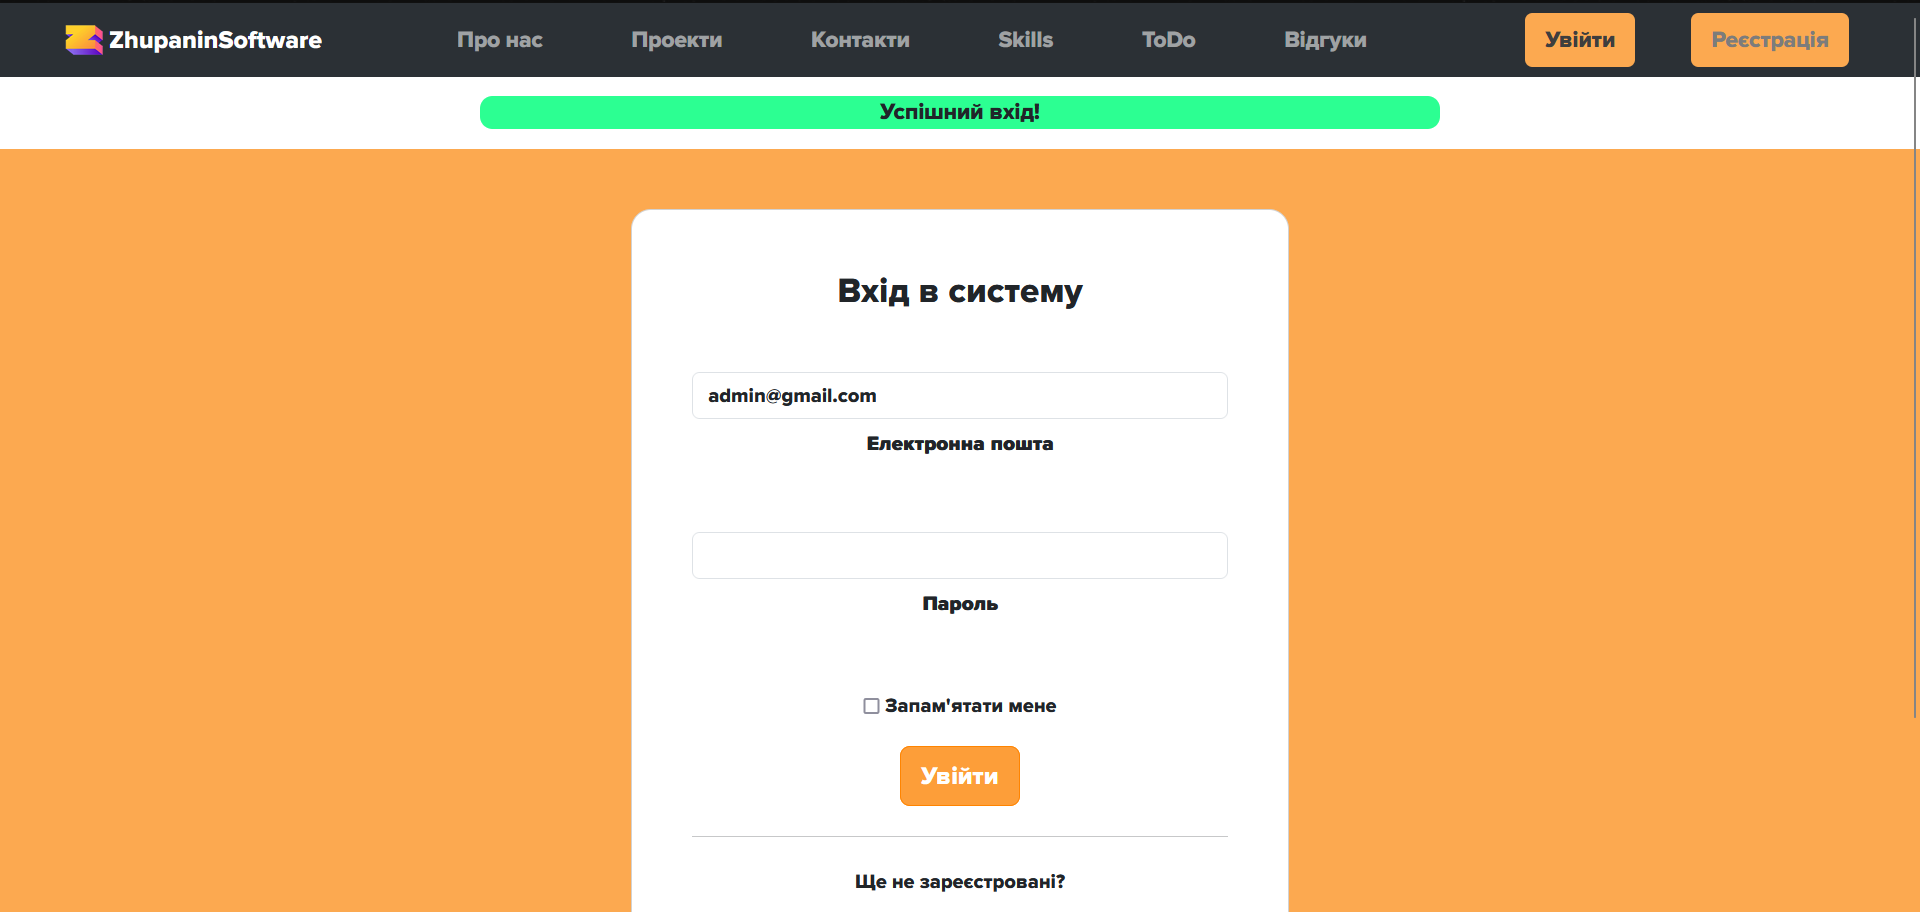 ZhupaninSoftware Про нас Проекти Контакти Skills ToDo Відгуки Увійти Реєстрація
Успішний вхід!
Вхід в систему
admin@gmail.com
Електронна пошта
Пароль
Запам'ятати мене
Увійти
Ще не зареєстровані?